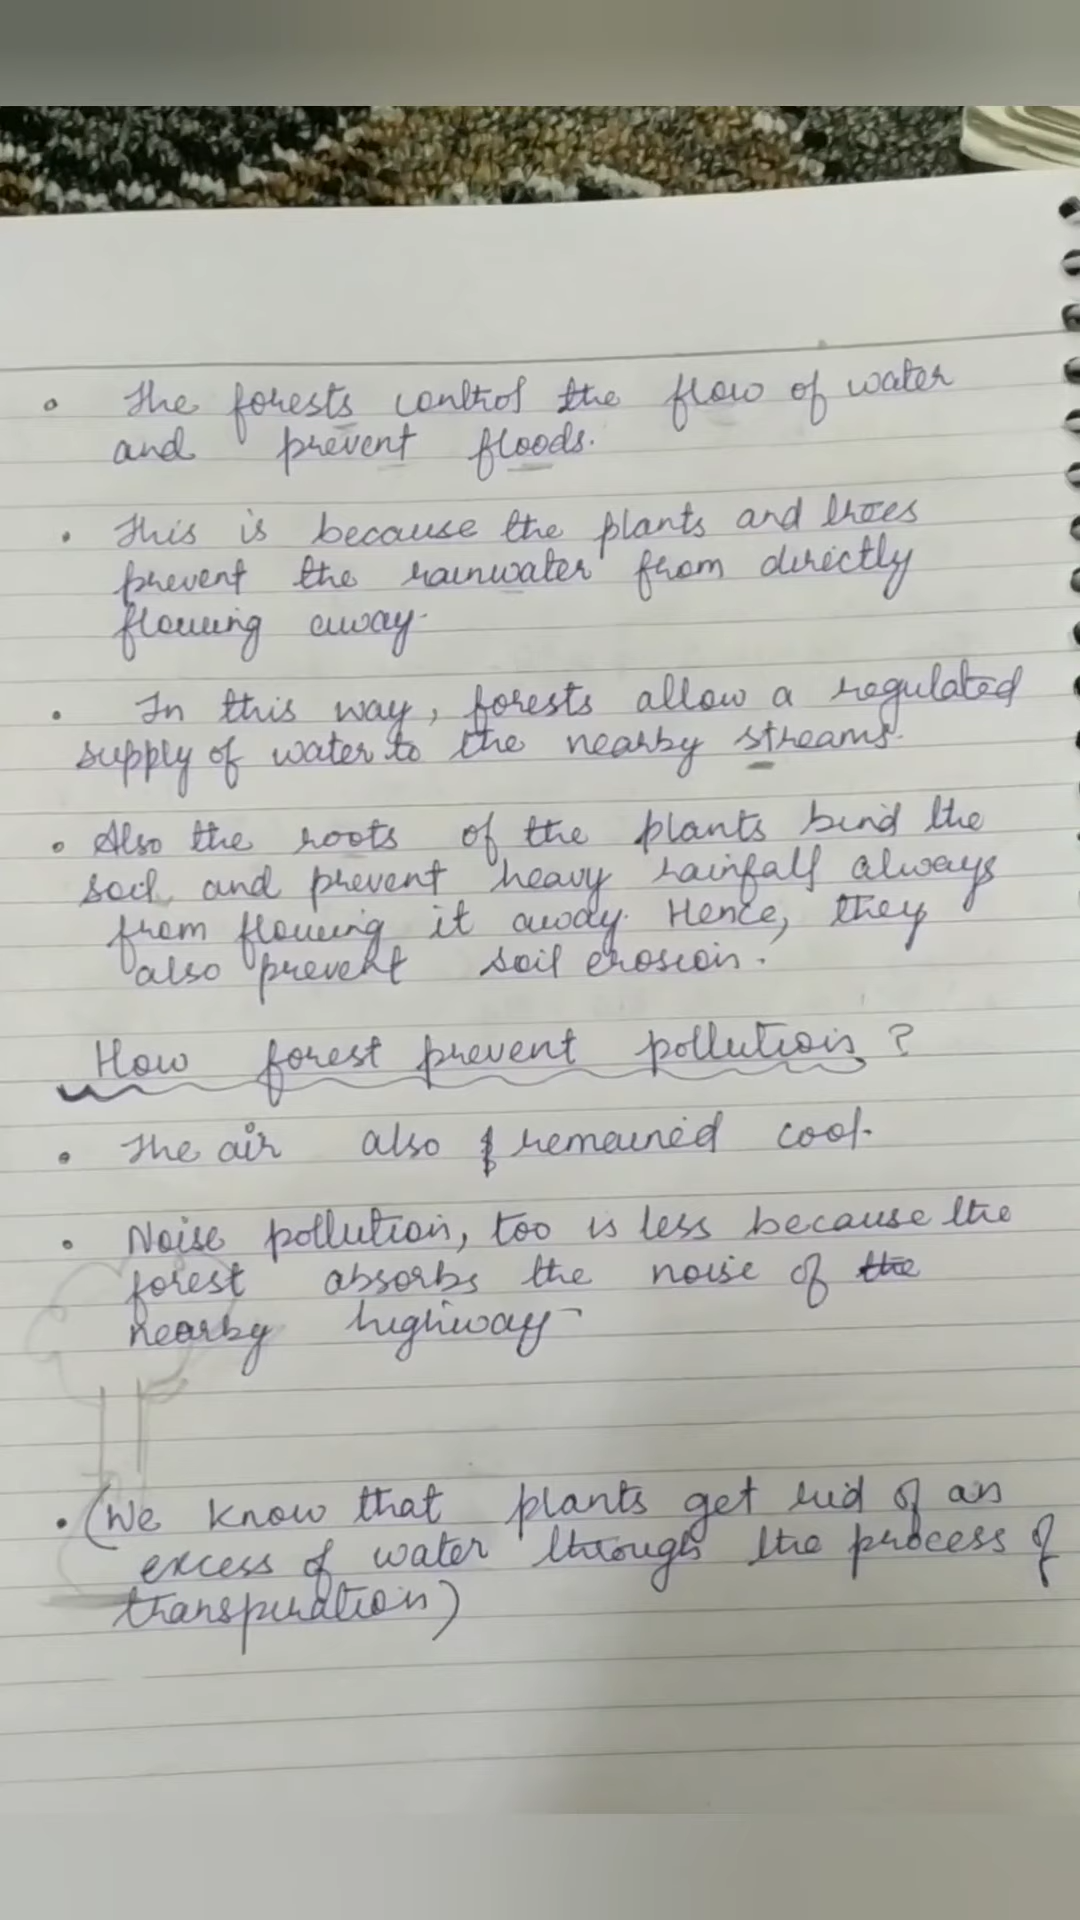 • The forests control the flow of water
and prevent floods.
• This is because the plants and trees
prevent the rainwater from directly
flowing away.
• In this way, forests allow a regulated
supply of water to the nearby streams.
• Also the roots of the plants bind the
soil and prevent heavy rainfall always
from flowing it away. Hence, they
also prevent soil erosion.
How forest prevent pollution?
• The air also remained cool.
• Noise pollution, too is less because the
forest absorbs the noise of the
nearby highway
• (We know that plants get rid of an
excess of water through the process of
transpiration)